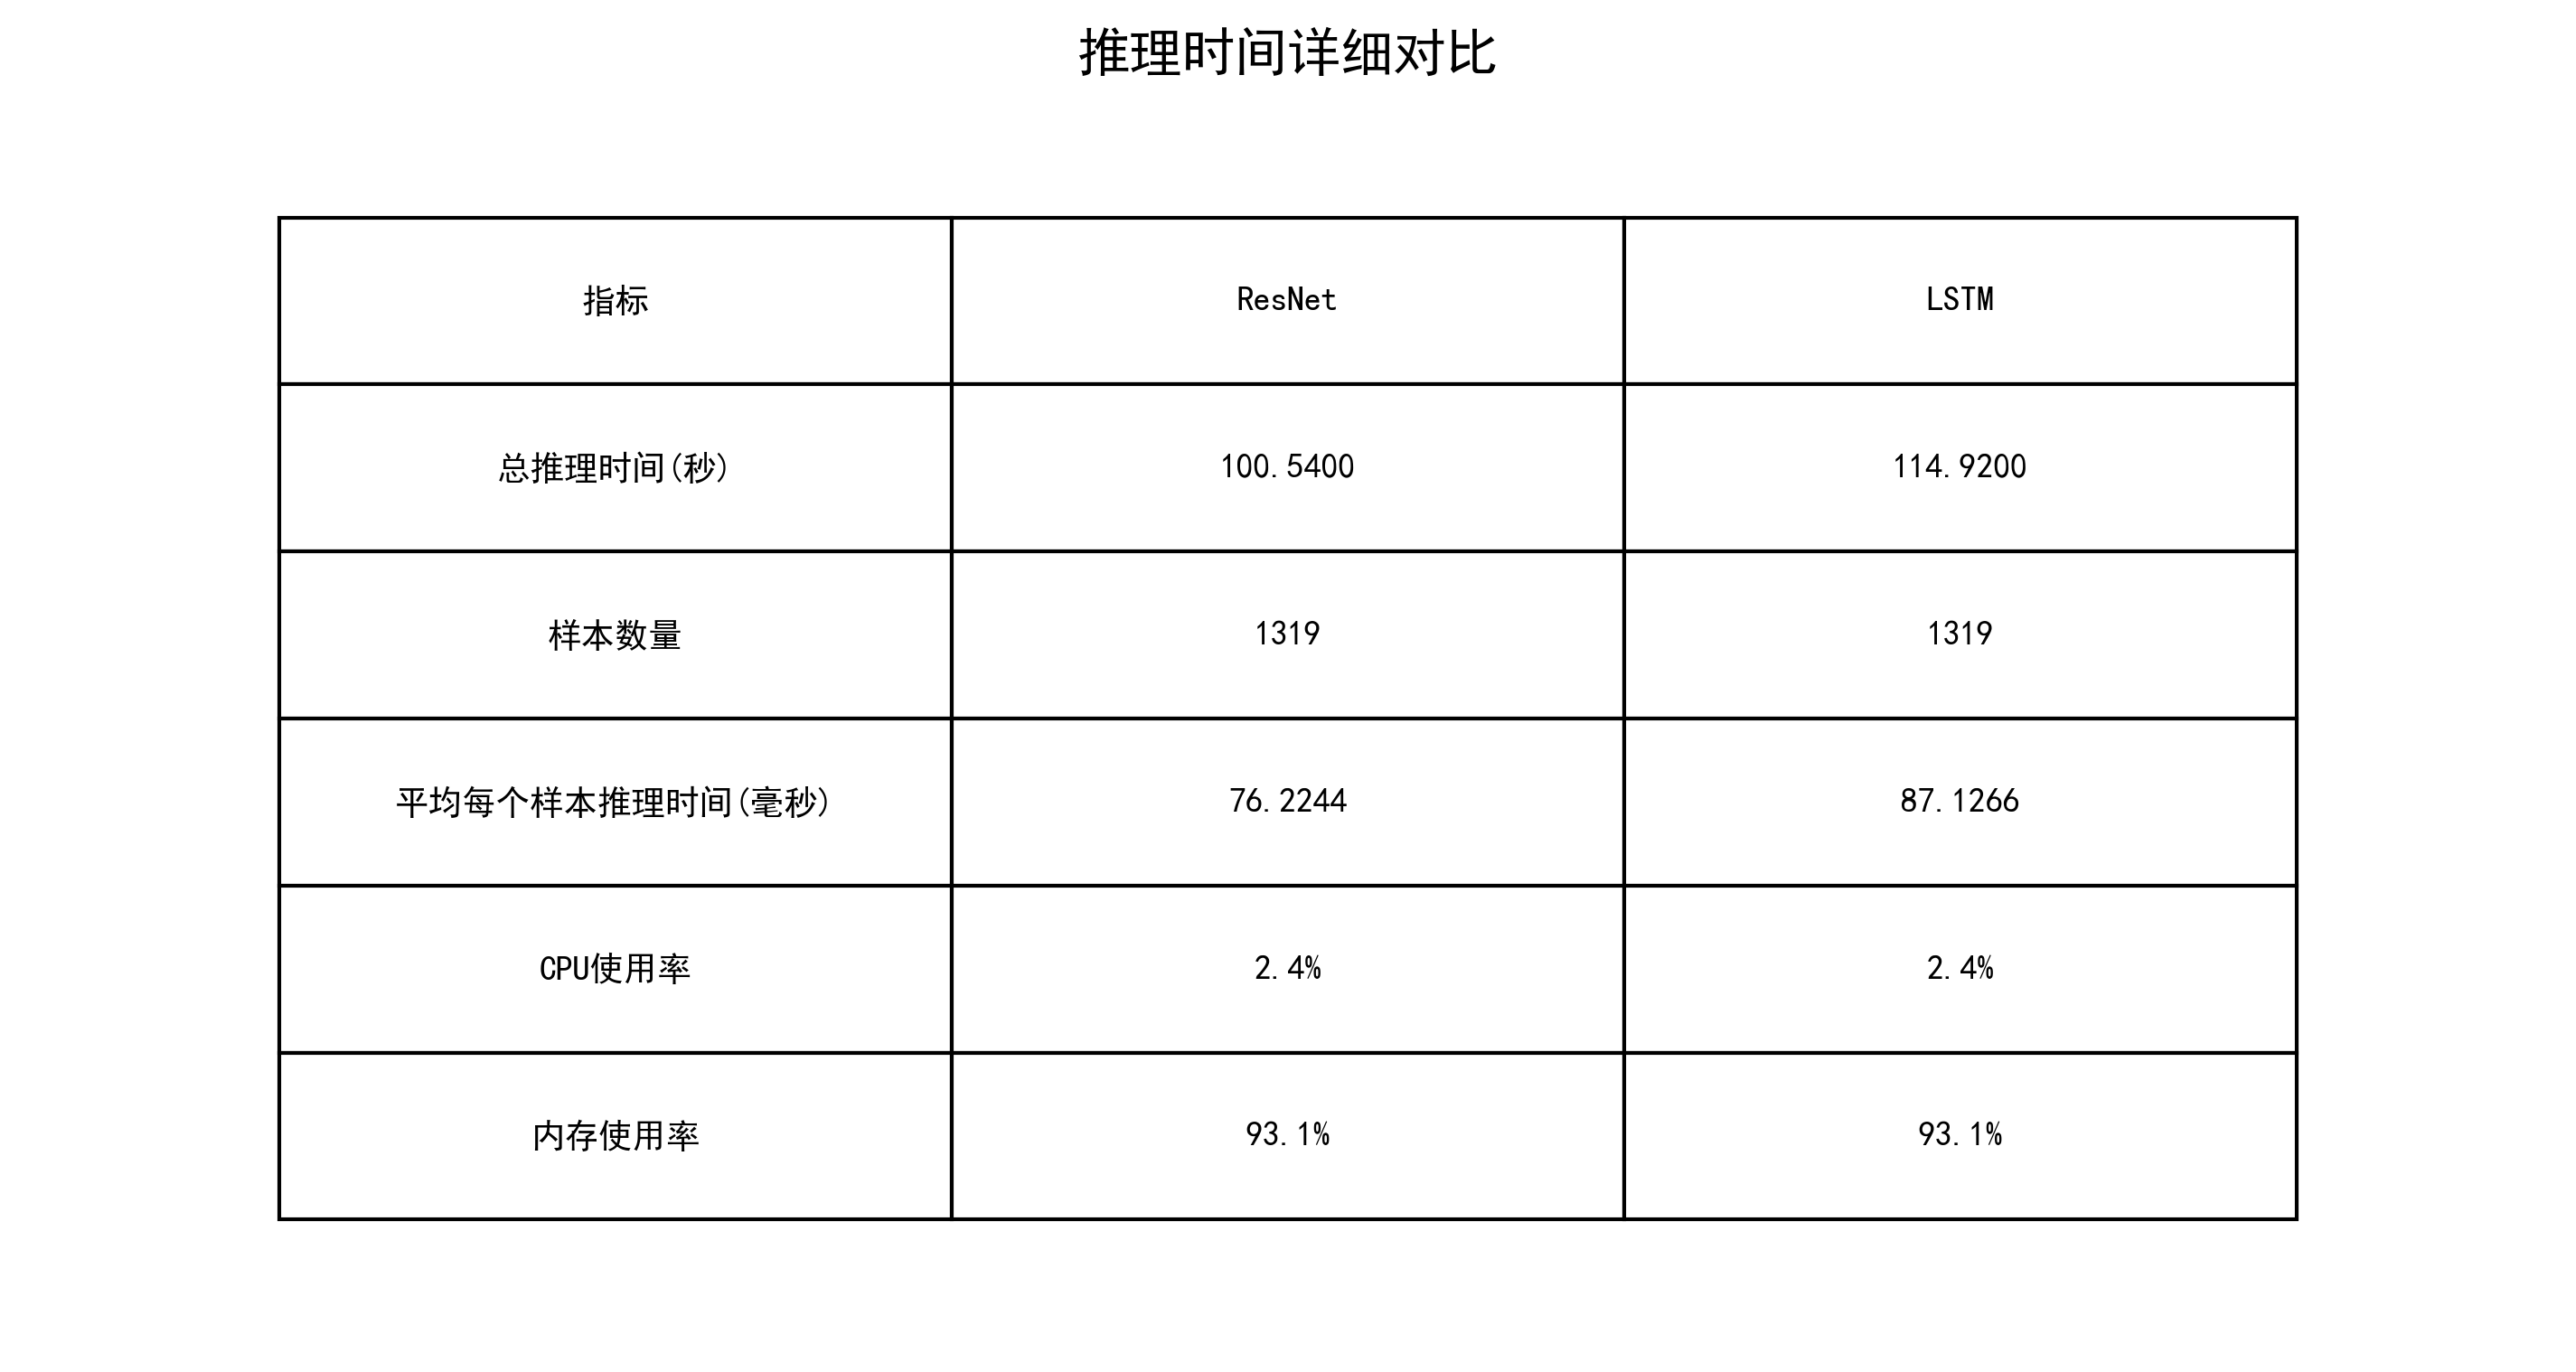 推理时间详细对比
指标 ResNet LSTM
总推理时间(秒) 100.5400 114.9200
样本数量 1319 1319
平均每个样本推理时间(毫秒) 76.2244 87.1266
CPU使用率 2.4% 2.4%
内存使用率 93.1% 93.1%